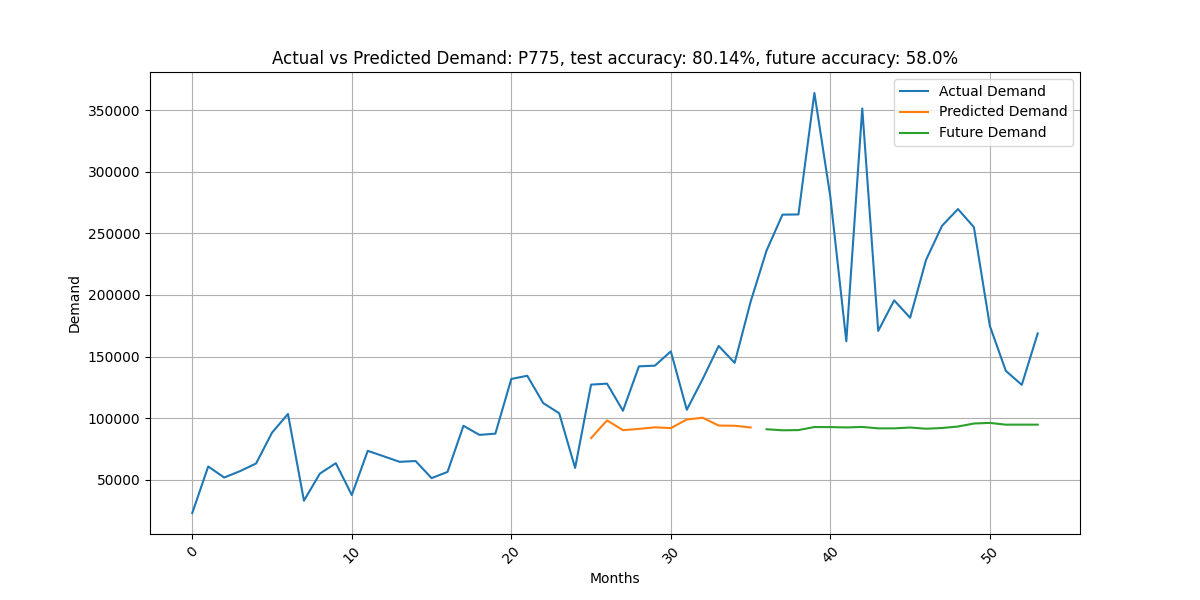 Actual vs Predicted Demand: P775, test accuracy: 80.14%, future accuracy: 58.0%
Actual Demand
Predicted Demand
Future Demand
350000
300000
250000
200000
150000
100000
50000
Demand
0
10
20
30
40
50
Months